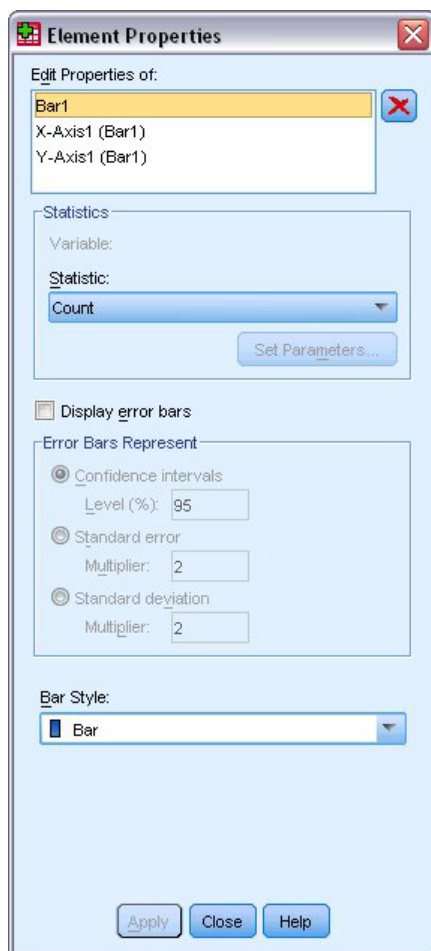 Element Properties
Edit Properties of:
Bar1
X-Axis1 (Bar1)
Y-Axis1 (Bar1)
Statistics
Variable:
Statistic:
Count
Set Parameters...
Display error bars
Error Bars Represent
Confidence intervals
Level (%): 95
Standard error
Multiplier: 2
Standard deviation
Multiplier: 2
Bar Style:
Bar
Apply Close Help